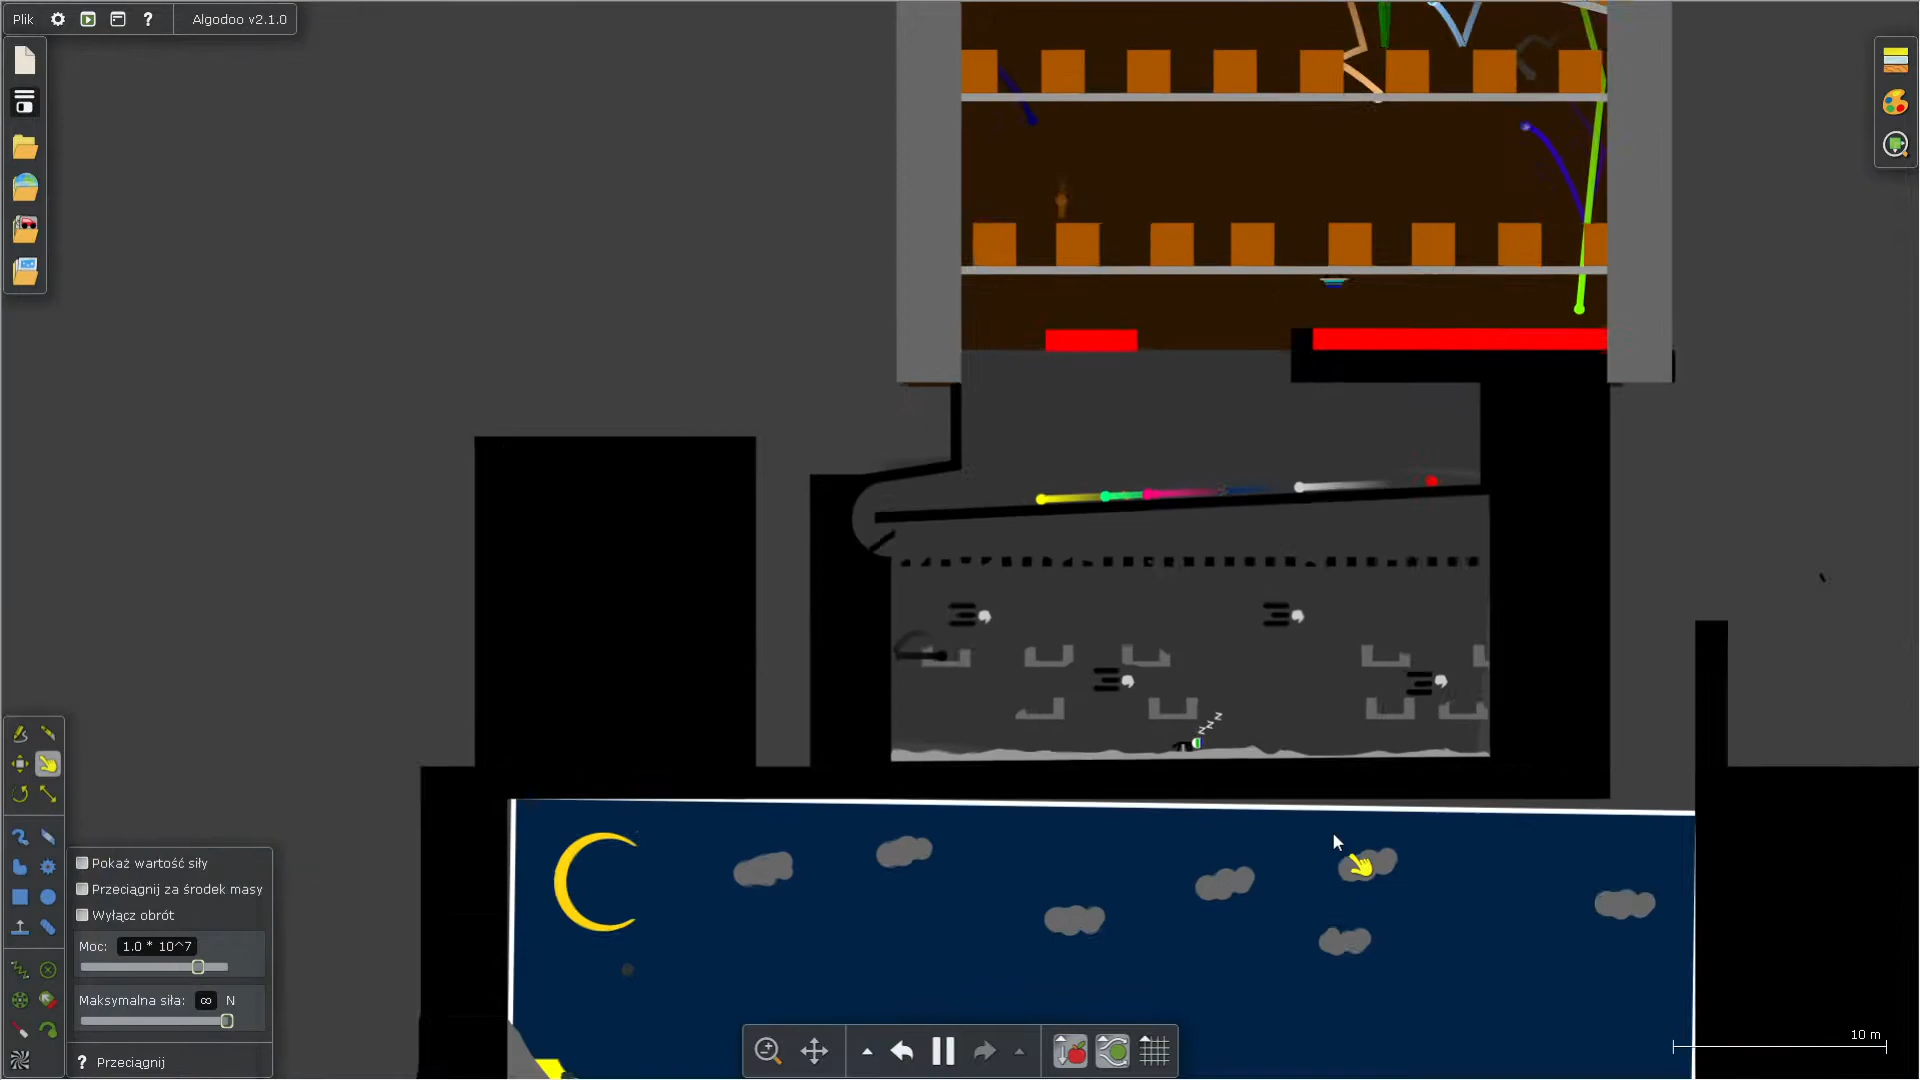 Plik ? Algodoo v2.1.0
z z z
Pokaż wartość siły
Przeciągnij za środek masy
Wyłącz obrót
Moc: 1.0 * 10^7
Maksymalna siła: ∞ N
? Przeciągnij
10 m